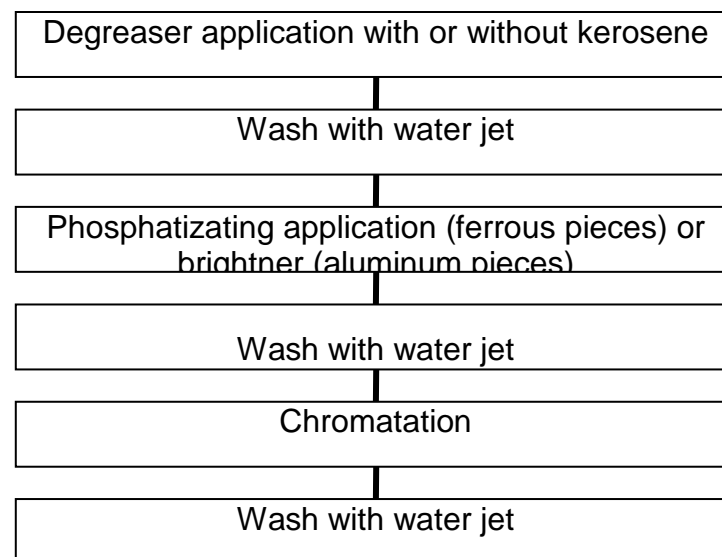 Degreaser application with or without kerosene
Wash with water jet
Phosphatizating application (ferrous pieces) or
brightner (aluminum pieces)
Wash with water jet
Chromatation
Wash with water jet